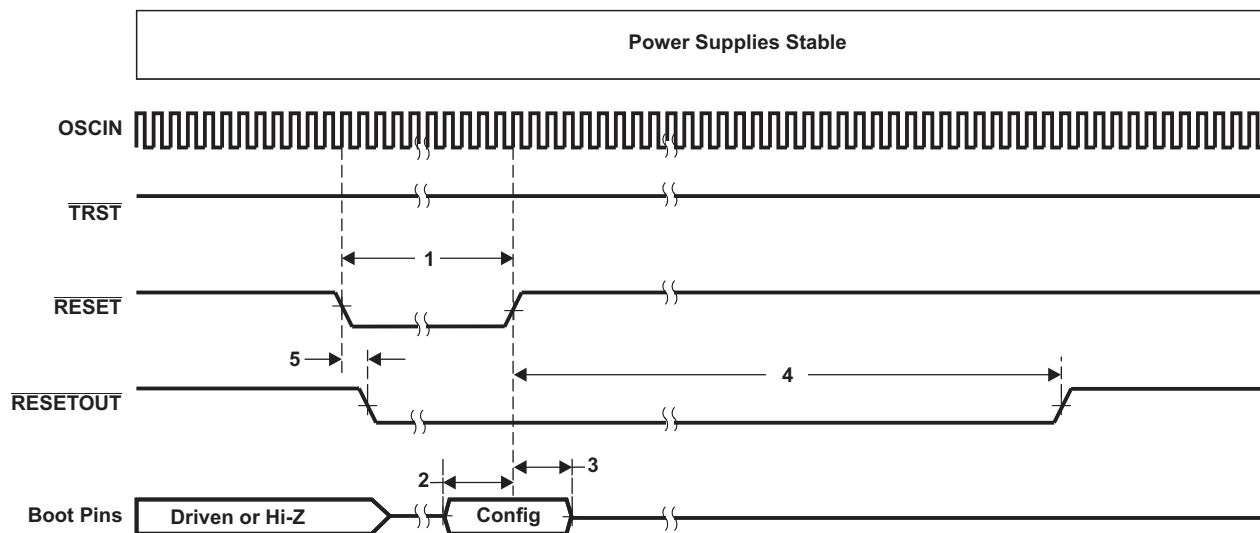 Power Supplies Stable
OSCIN
TRST
1
RESET
5
4
RESETOUT
2
3
Boot Pins
Driven or Hi-Z
Config